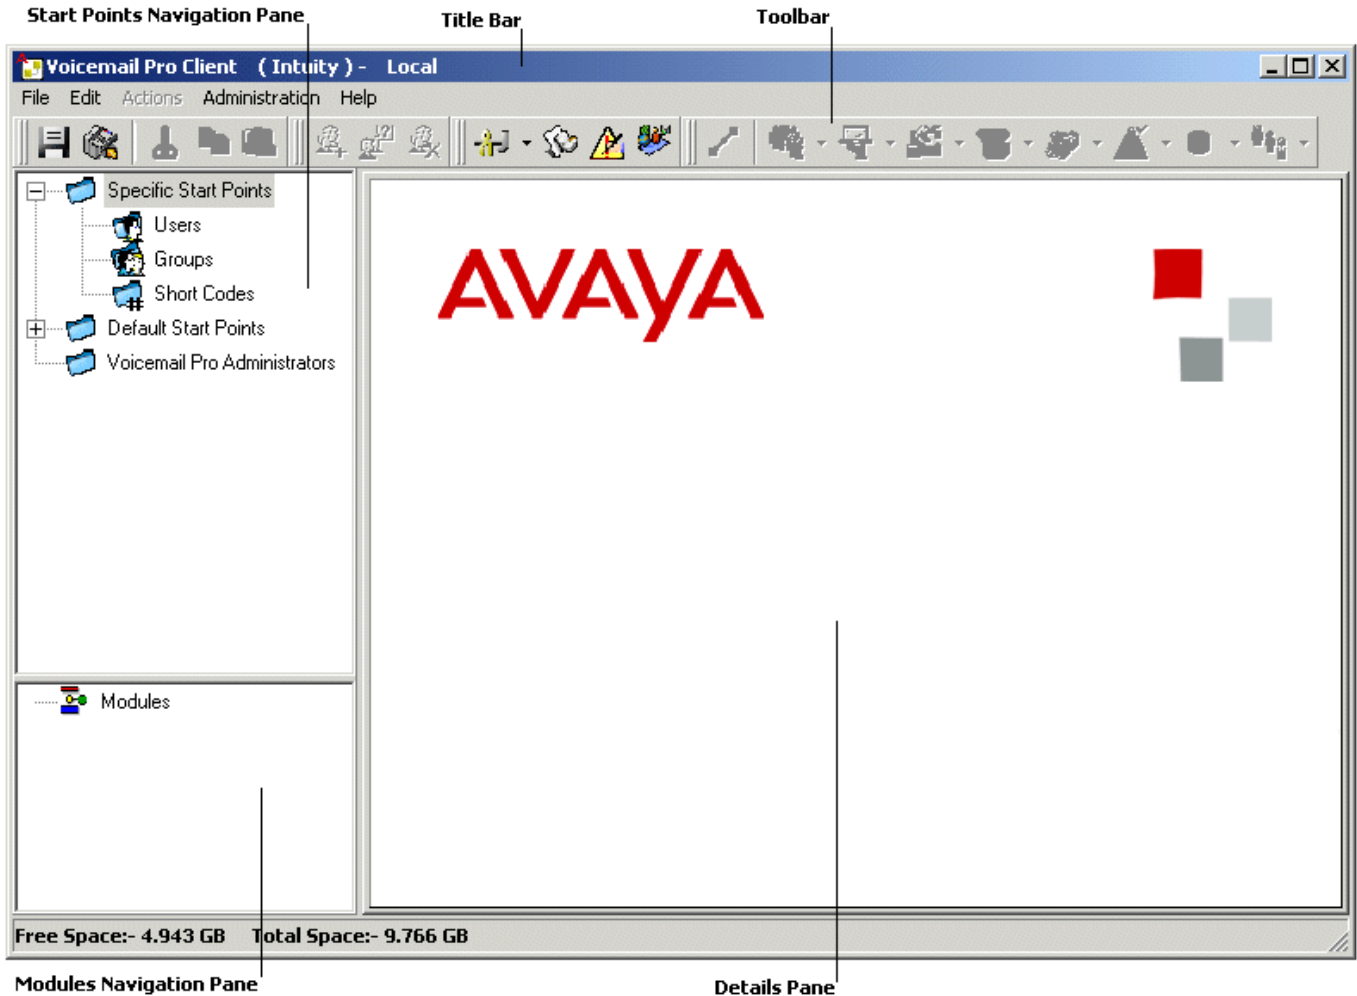 Start Points Navigation Pane
Title Bar
Toolbar
Voicemail Pro Client (Intuity) - Local
File Edit Actions Administration Help
Specific Start Points
Users
Groups
Short Codes
Default Start Points
Voicemail Pro Administrators
AVAYA
Modules
Free Space:- 4.943 GB Total Space:- 9.766 GB
Modules Navigation Pane
Details Pane